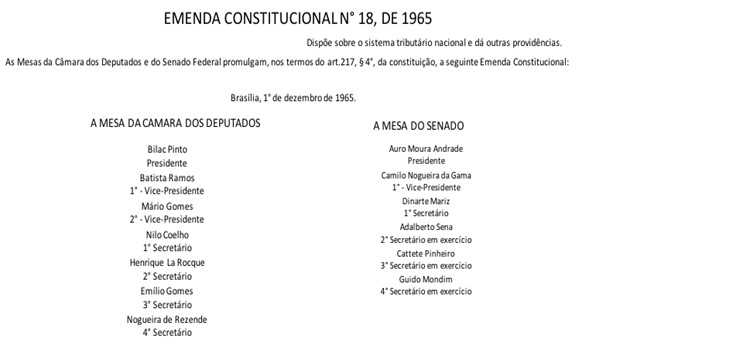 EMENDA CONSTITUCIONAL N° 18, DE 1965
Dispõe sobre o sistema tributário nacional e dá outras providências.
As Mesas da Câmara dos Deputados e do Senado Federal promulgam, nos termos do art.217, § 4°, da constituição, a seguinte Emenda Constitucional:
Brasília, 1° de dezembro de 1965.
A MESA DA CAMARA DOS DEPUTADOS
Bilac Pinto
Presidente
Batista Ramos
1° - Vice-Presidente
Mário Gomes
2° - Vice-Presidente
Nilo Coelho
1° Secretário
Henrique La Rocque
2° Secretário
Emílio Gomes
3° Secretário
Nogueira de Rezende
4° Secretário
A MESA DO SENADO
Auro Moura Andrade
Presidente
Camilo Nogueira da Gama
1° - Vice-Presidente
Dinarte Mariz
1° Secretário
Adalberto Sena
2° Secretário em exercício
Cattete Pinheiro
3° Secretário em exercício
Guido Mondim
4° Secretário em exercício